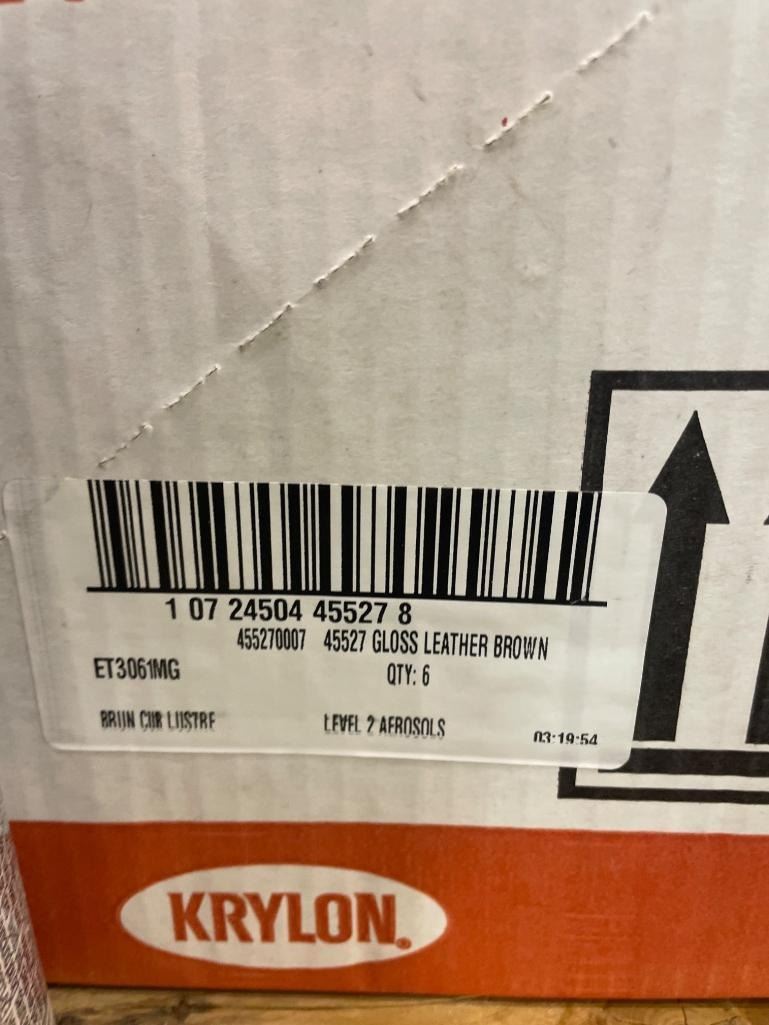 1 07 24504 45527 8
455270007 45527 GLOSS LEATHER BROWN
ET3061MG QTY: 6
BRUN CUIR LUSTRE LEVEL 2 AEROSOLS 03:19:54
KRYLON®